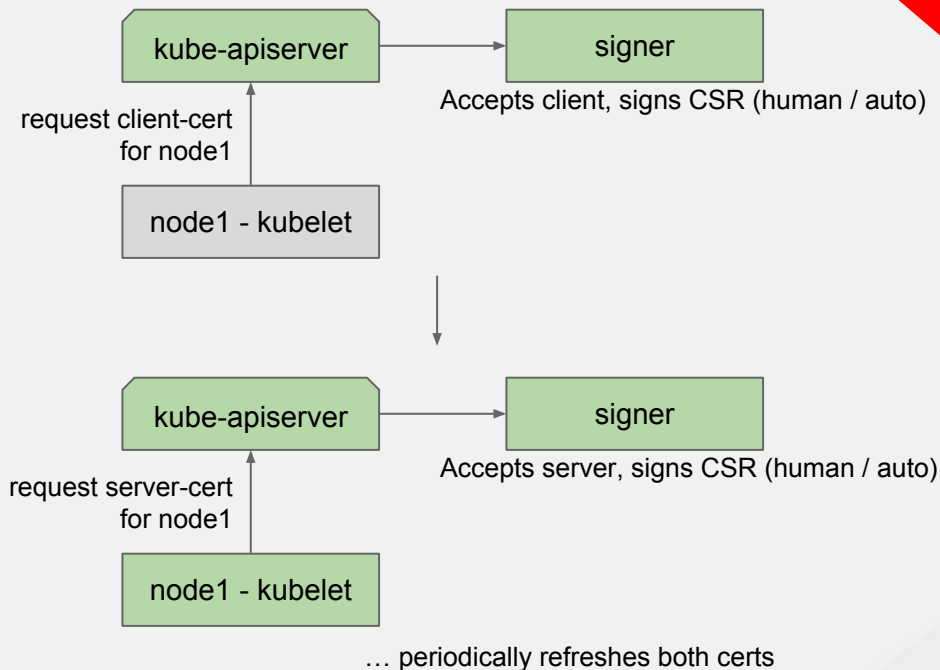 kube-apiserver
signer
Accepts client, signs CSR (human / auto)
request client-cert
for node1
node1 - kubelet
kube-apiserver
signer
Accepts server, signs CSR (human / auto)
request server-cert
for node1
node1 - kubelet
… periodically refreshes both certs